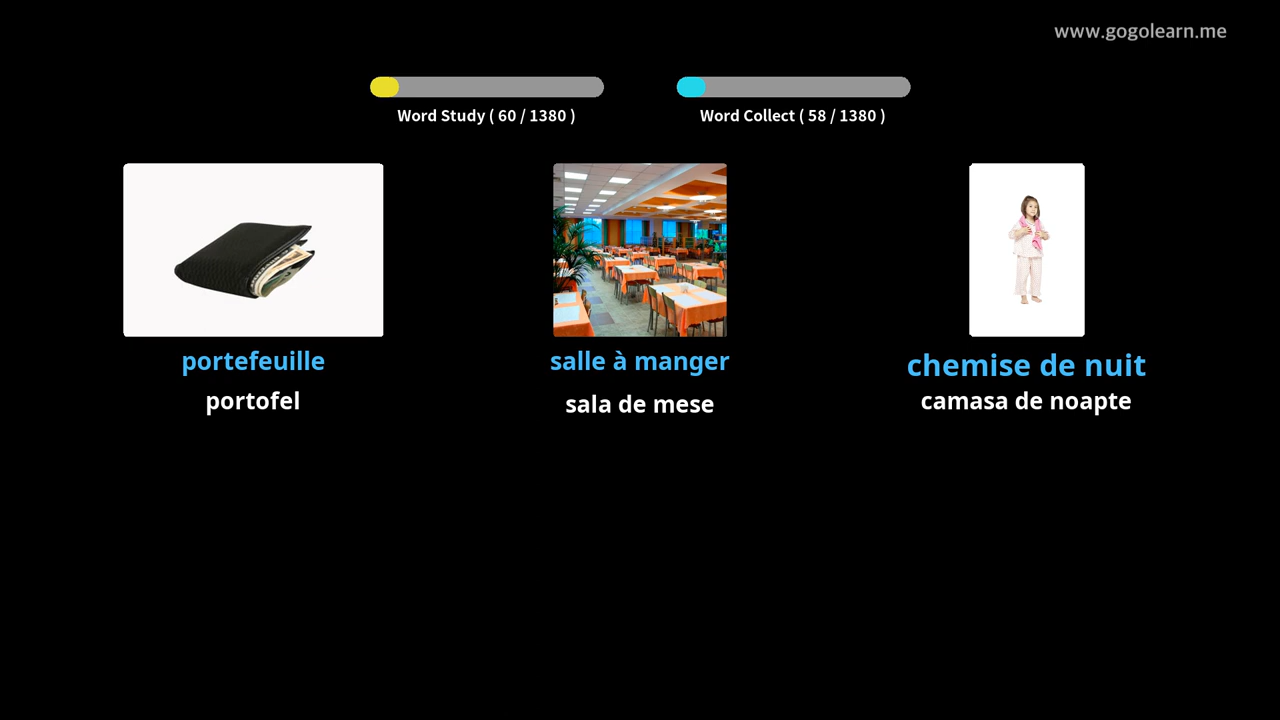 www.gogolearn.me
Word Study ( 60 / 1380 )
Word Collect ( 58 / 1380 )
portefeuille
portofel
salle à manger
sala de mese
chemise de nuit
camasa de noapte